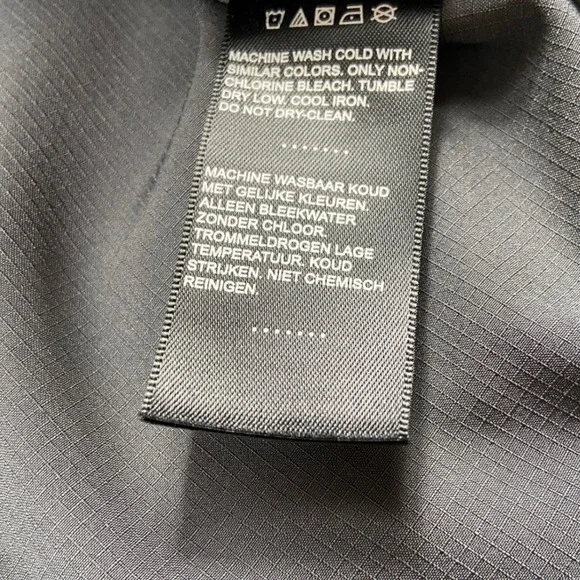 MACHINE WASH COLD WITH
SIMILAR COLORS. ONLY NON-
CHLORINE BLEACH. TUMBLE
DRY LOW. COOL IRON.
DO NOT DRY-CLEAN.
.......
MACHINE WASBAAR KOUD
MET GELIJKE KLEUREN.
ALLEEN BLEEKWATER
ZONDER CHLOOR.
TROMMELDROGEN LAGE
TEMPERATUUR. KOUD
STRIJKEN. NIET CHEMISCH
REINIGEN.
.......